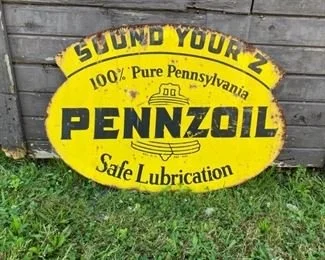 SOUND YOUR Z
100% Pure Pennsylvania
PENNZOIL
Safe Lubrication